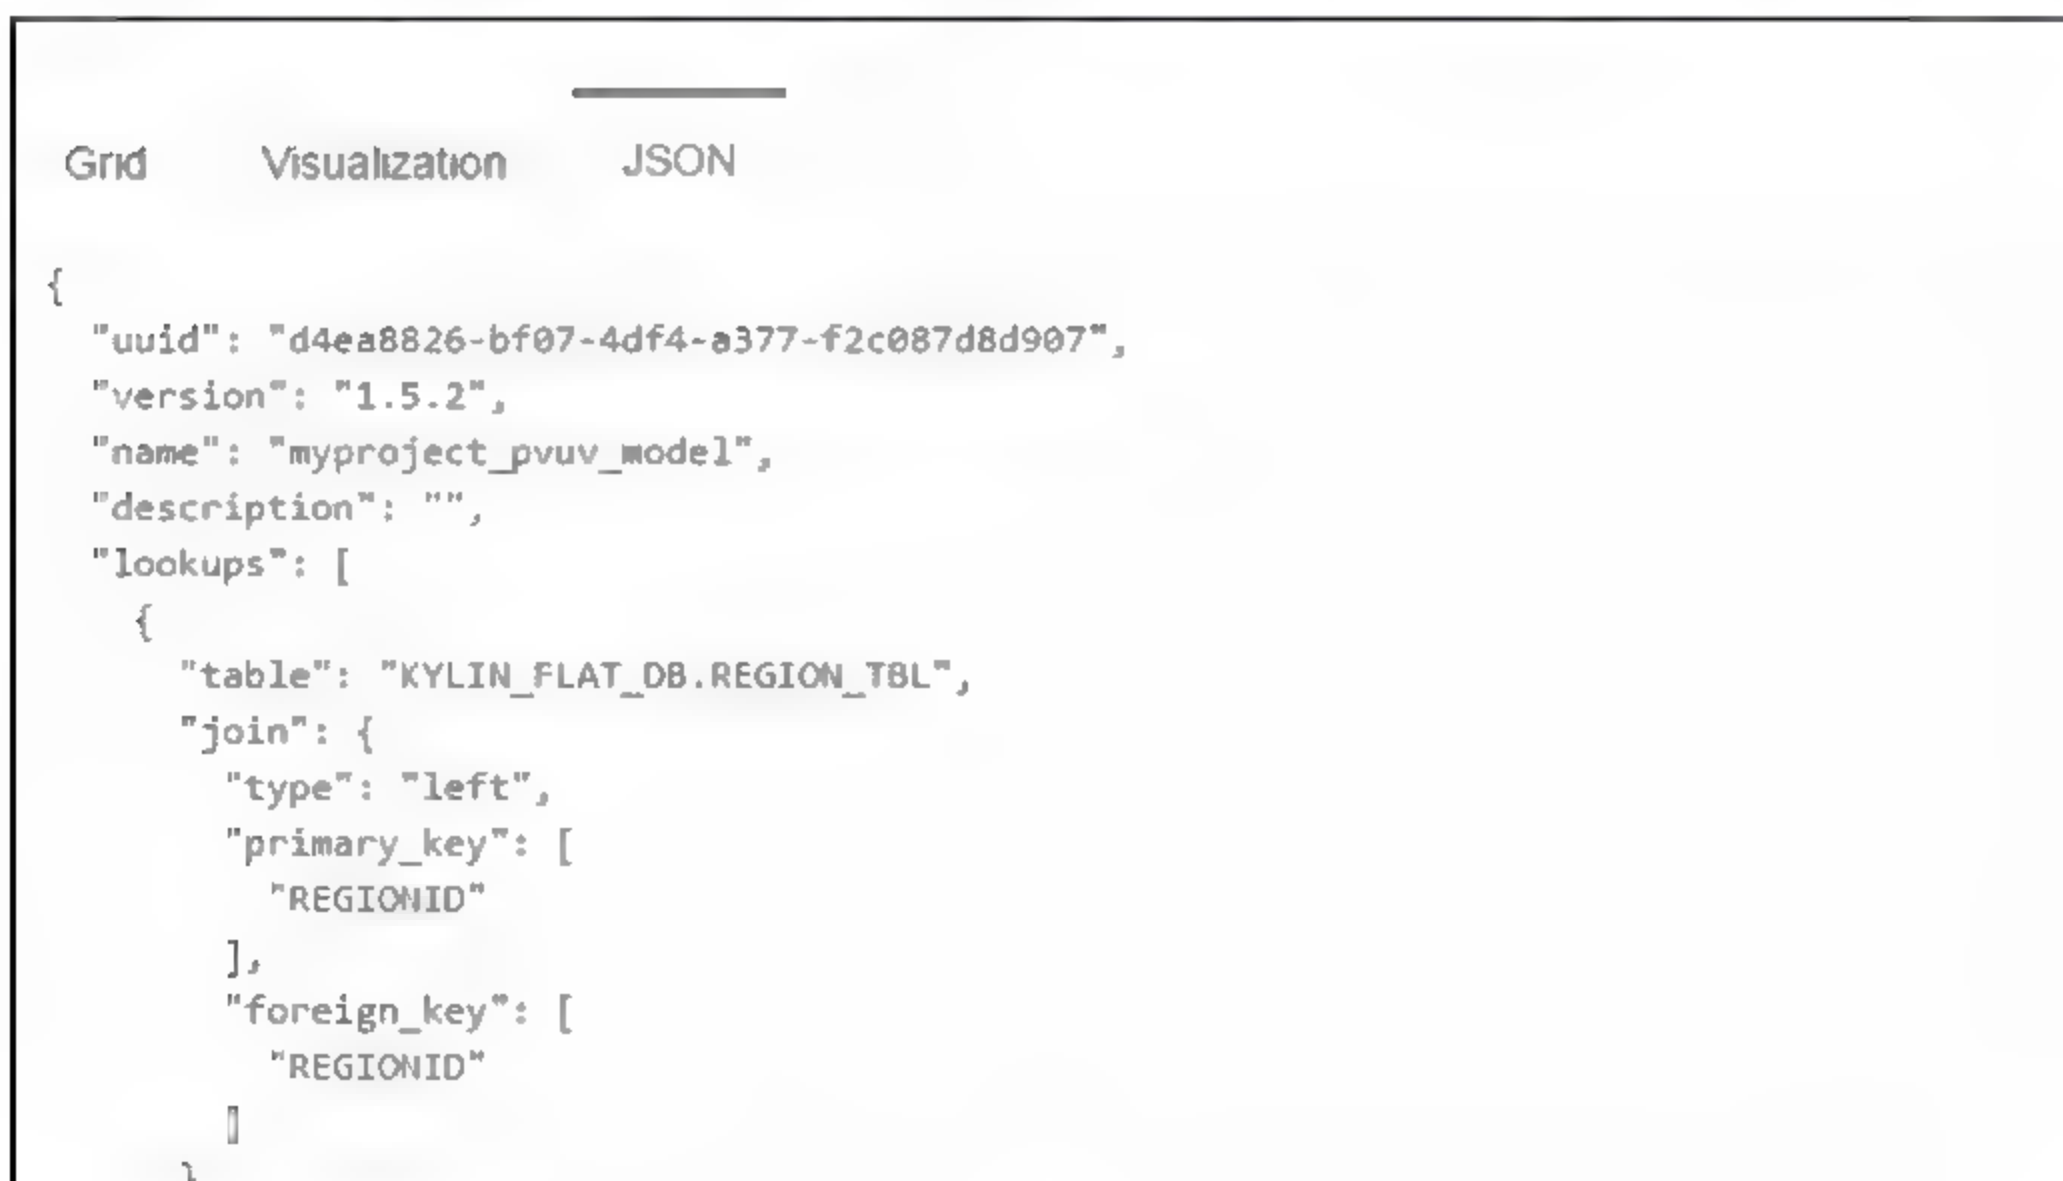 Grid Visualization JSON
{
"uuid": "d4ea8826-bf07-4df4-a377-f2c087d8d907",
"version": "1.5.2",
"name": "myproject_pvuv_model",
"description": "",
"lookups": [
{
"table": "KYLIN_FLAT_DB.REGION_TBL",
"join": {
"type": "left",
"primary_key": [
"REGIONID"
],
"foreign_key": [
"REGIONID"
]
}